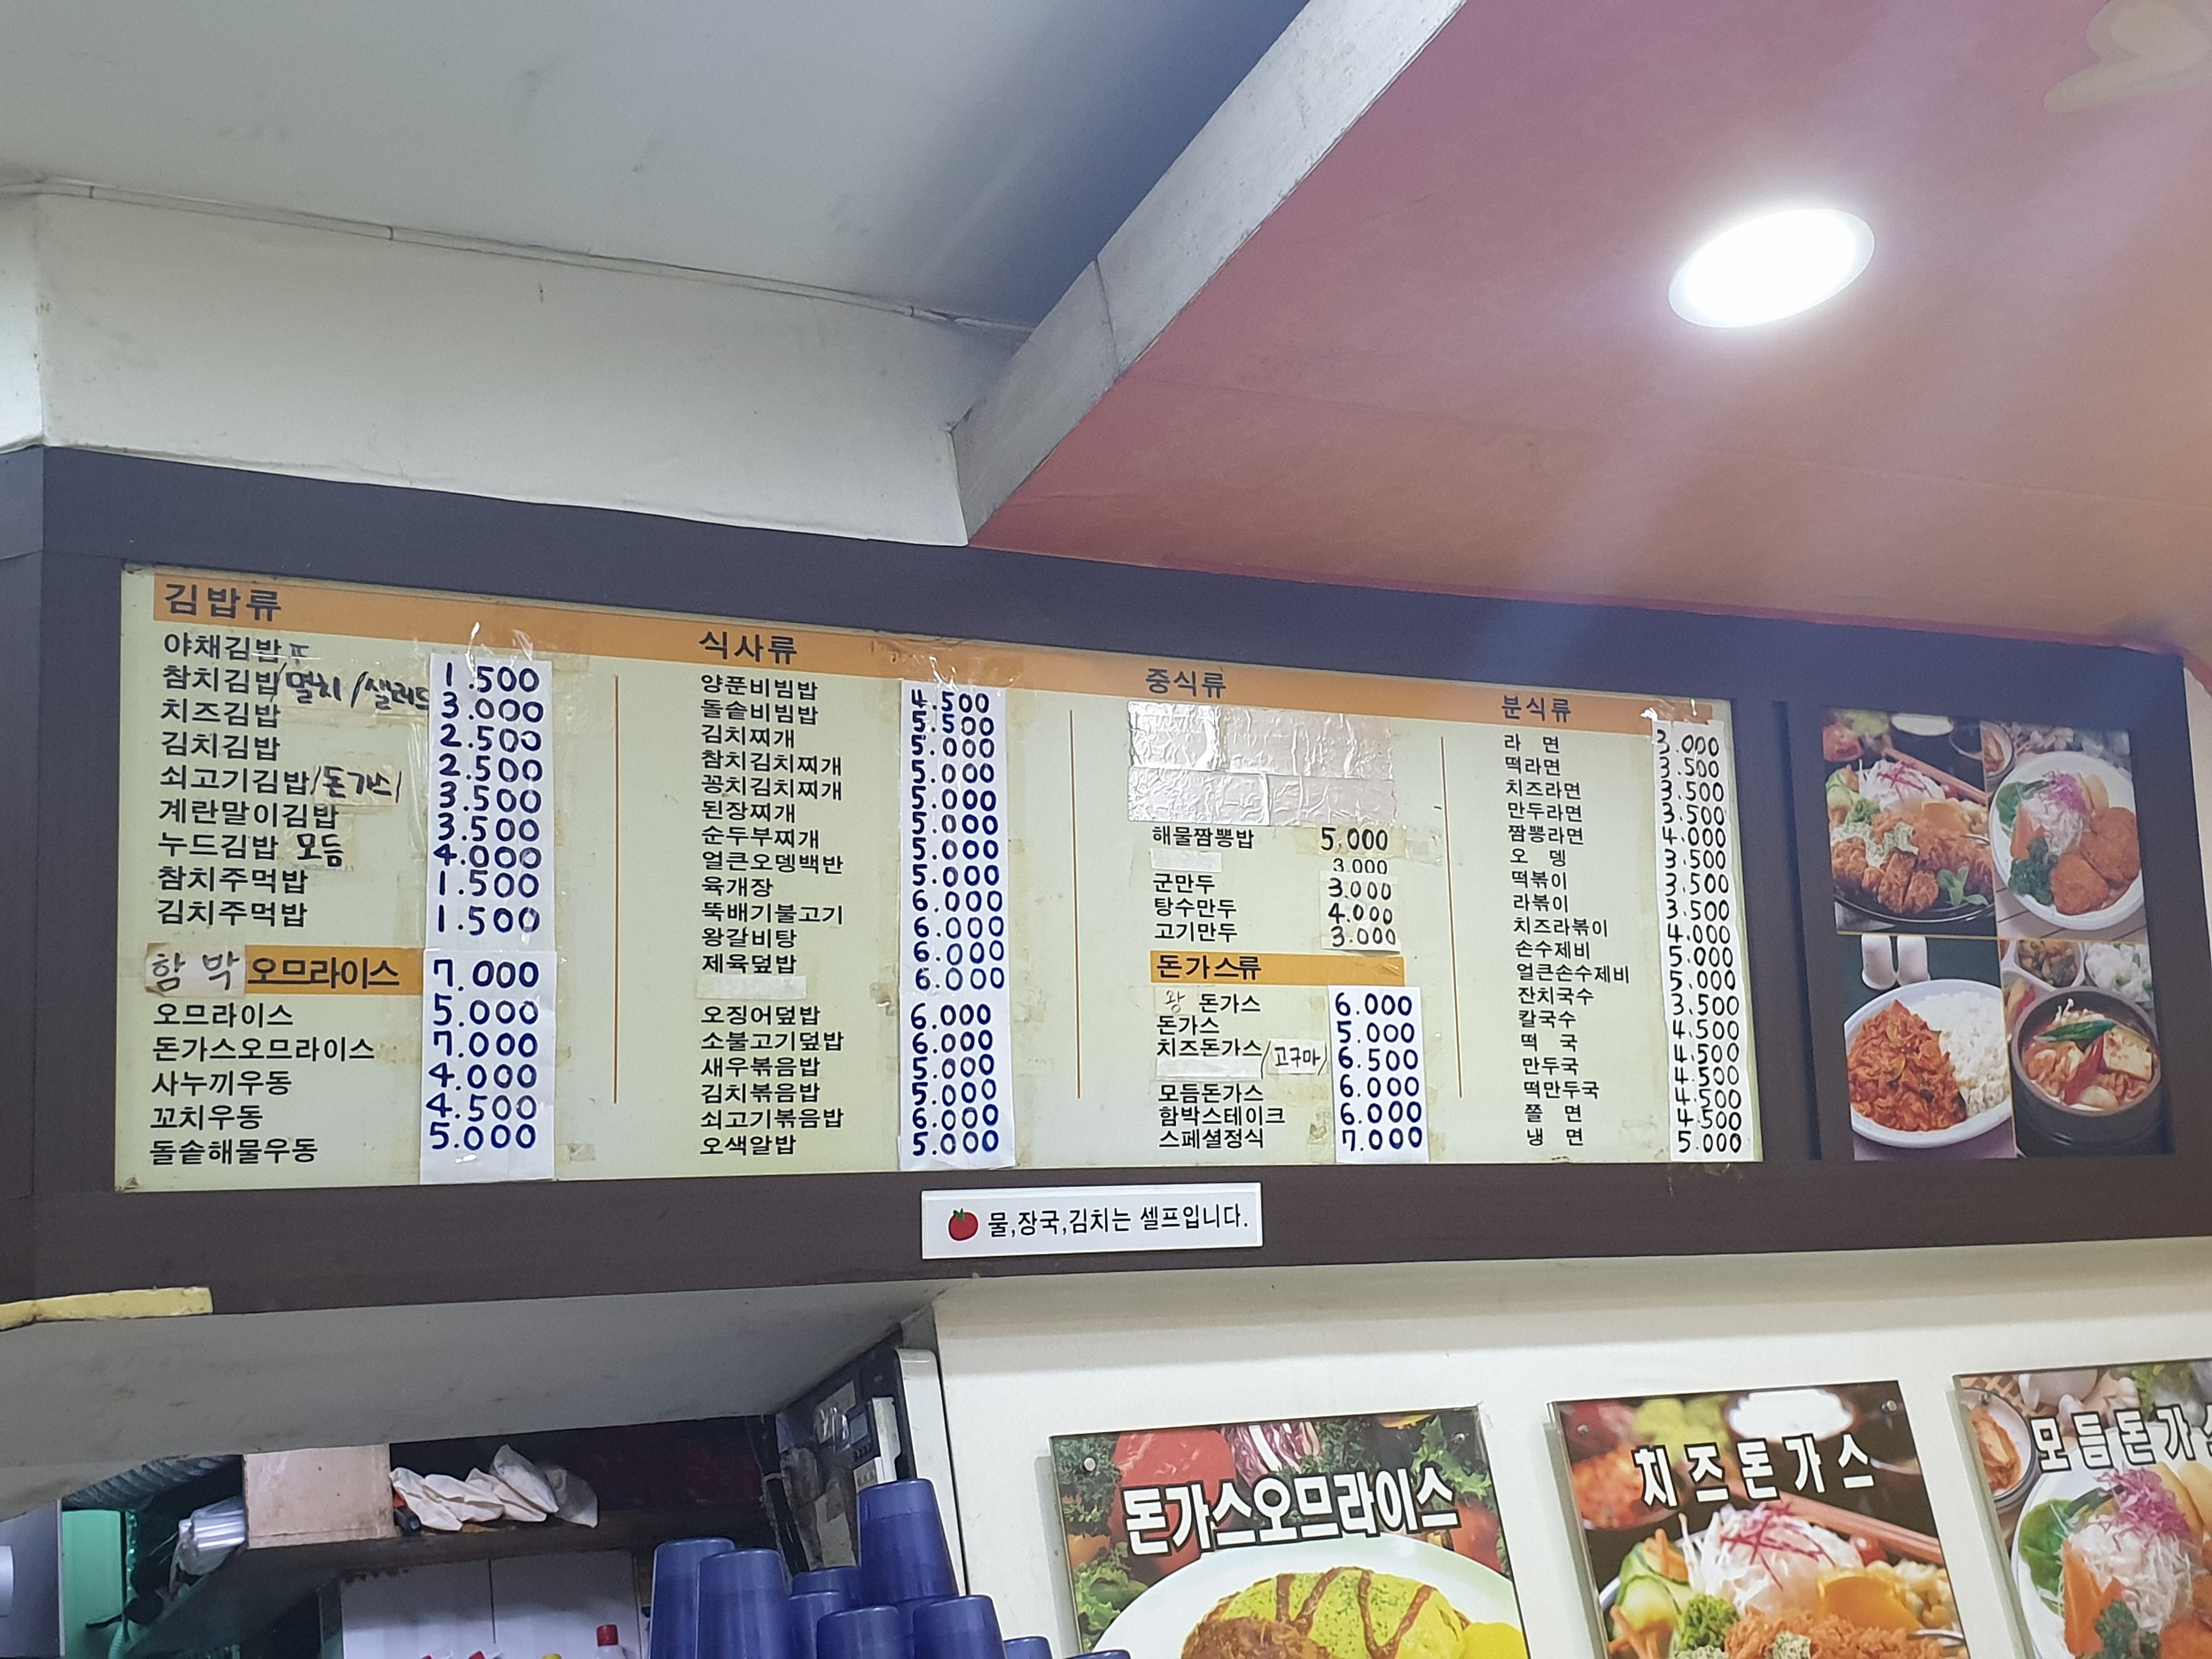 김밥류
야채김밥 1.500
참치김밥/멸치/샐러드 3.000
치즈김밥 2.500
김치김밥 2.500
쇠고기김밥/돈가스/ 3.500
계란말이김밥 3.500
누드김밥 모듬 4.000
참치주먹밥 1.500
김치주먹밥 1.500
함박 오므라이스 7.000
오므라이스 5.000
돈가스오므라이스 7.000
사누끼우동 4.000
꼬치우동 4.500
돌솥해물우동 5.000
식사류
양푼비빔밥 4.500
돌솥비빔밥 5.500
김치찌개 5.000
참치김치찌개 5.000
꽁치김치찌개 5.000
된장찌개 5.000
순두부찌개 5.000
얼큰오뎅백반 5.000
육개장 6.000
뚝배기불고기 6.000
왕갈비탕 6.000
제육덮밥 6.000
오징어덮밥 6.000
소불고기덮밥 6.000
새우볶음밥 5.000
김치볶음밥 5.000
쇠고기볶음밥 6.000
오색알밥 5.000
중식류
해물짬뽕밥 5,000
3.000
군만두 3.000
탕수만두 4.000
고기만두 3.000
돈가스류
왕 돈가스 6.000
돈가스 5.000
치즈돈가스/고구마/ 6.500
모듬돈가스 6.000
함박스테이크 6.000
스페셜정식 7.000
분식류
라 면 3.000
떡라면 3.500
치즈라면 3.500
만두라면 3.500
짬뽕라면 4.000
오 뎅 3.500
떡볶이 3.500
라볶이 3.500
치즈라볶이 4.000
손수제비 5.000
얼큰손수제비 5.000
잔치국수 3.500
칼국수 4.500
떡 국 4.500
만두국 4.500
떡만두국 4.500
쫄 면 4.500
냉 면 5.000
물,장국,김치는 셀프입니다.
돈가스오므라이스
치즈돈가스
모듬돈가스